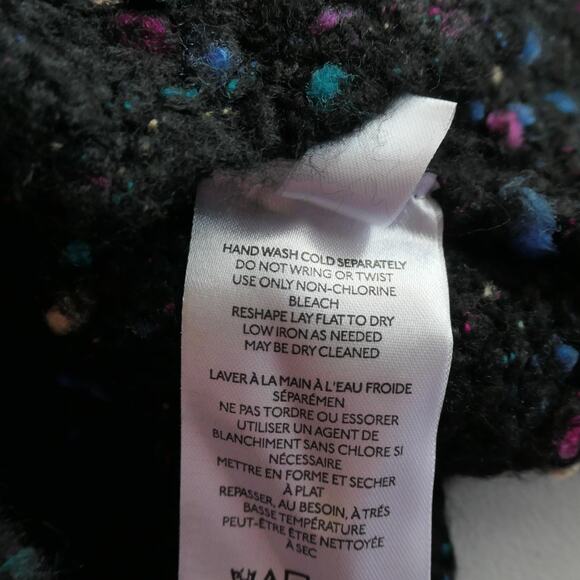 HAND WASH COLD SEPARATELY
DO NOT WRING OR TWIST
USE ONLY NON-CHLORINE
BLEACH
RESHAPE LAY FLAT TO DRY
LOW IRON AS NEEDED
MAY BE DRY CLEANED
LAVER À LA MAIN À L'EAU FROIDE
SÉPARÉMEN
NE PAS TORDRE OU ESSORER
UTILISER UN AGENT DE
BLANCHIMENT SANS CHLORE SI
NÉCESSAIRE
METTRE EN FORME ET SECHER
À PLAT
REPASSER, AU BESOIN, À TRÉS
BASSE TEMPÉRATURE
PEUT-ÊTRE ÊTRE NETTOYÉE
À SEC